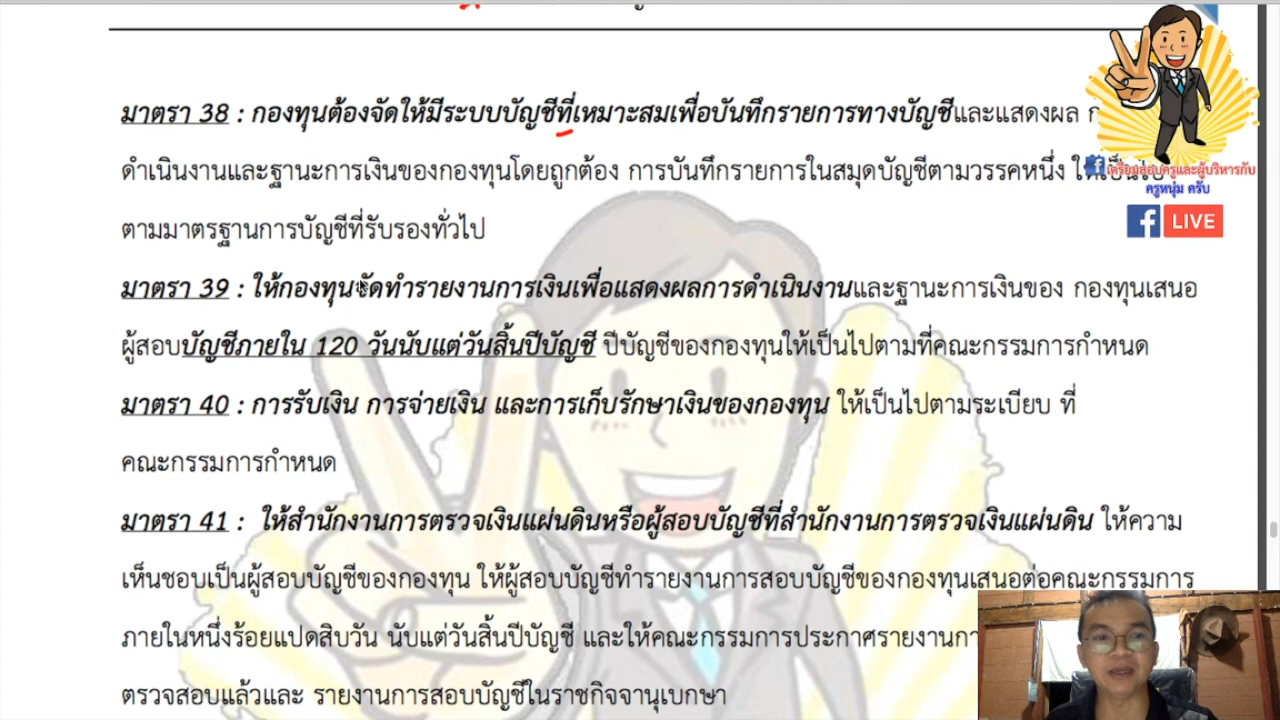 มาตรา 38 : กองทุนต้องจัดให้มีระบบบัญชีที่เหมาะสมเพื่อบันทึกรายการทางบัญชีและแสดงผล
ดำเนินงานและฐานะการเงินของกองทุนโดยถูกต้อง การบันทึกรายการในสมุดบัญชีตามวรรคหนึ่ง ให้เป็นไป
ตามมาตรฐานการบัญชีที่รับรองทั่วไป
มาตรา 39 : ให้กองทุนจัดทำรายงานการเงินเพื่อแสดงผลการดำเนินงานและฐานะการเงินของ กองทุนเสนอ
ผู้สอบบัญชีภายใน 120 วันนับแต่วันสิ้นปีบัญชี ปีบัญชีของกองทุนให้เป็นไปตามที่คณะกรรมการกำหนด
มาตรา 40 : การรับเงิน การจ่ายเงิน และการเก็บรักษาเงินของกองทุน ให้เป็นไปตามระเบียบ ที่
คณะกรรมการกำหนด
มาตรา 41 : ให้สำนักงานการตรวจเงินแผ่นดินหรือผู้สอบบัญชีที่สำนักงานการตรวจเงินแผ่นดิน ให้ความ
เห็นชอบเป็นผู้สอบบัญชีของกองทุน ให้ผู้สอบบัญชีทำรายงานการสอบบัญชีของกองทุนเสนอต่อคณะกรรมการ
ภายในหนึ่งร้อยแปดสิบวัน นับแต่วันสิ้นปีบัญชี และให้คณะกรรมการประกาศรายงาน
ตรวจสอบแล้วและ รายงานการสอบบัญชีในราชกิจจานุเบกษา
เตรียมสอบครูและผู้บริหารกับ
ครูหนุ่ม ครับ
f LIVE